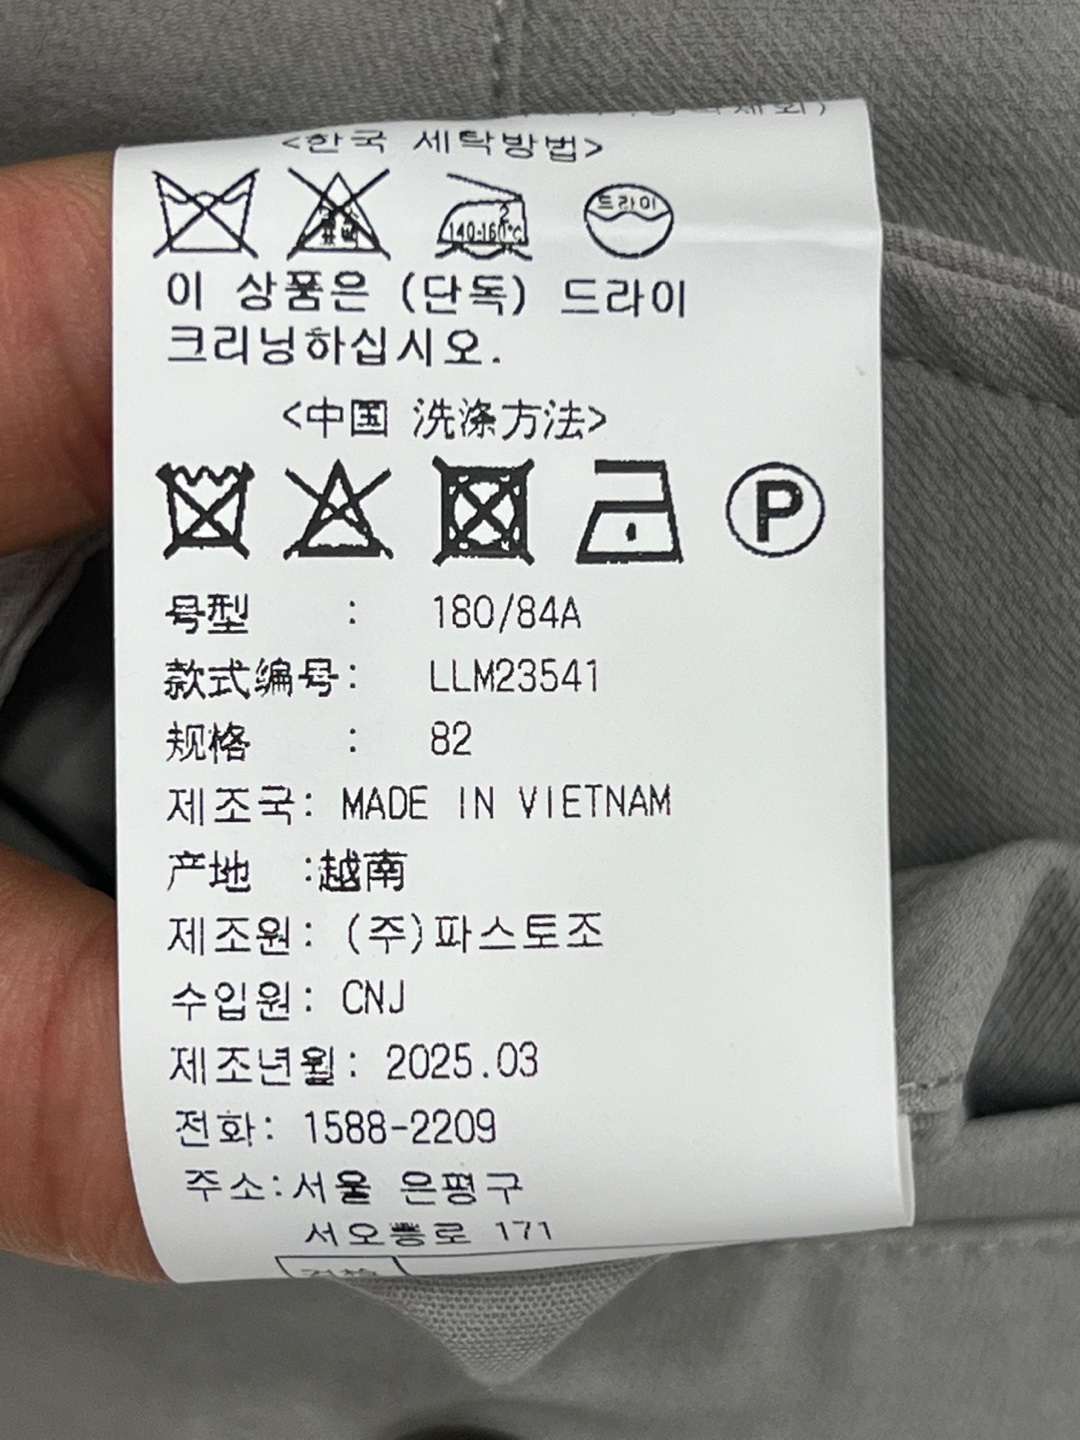 <한국 세탁방법>
140-160℃
드라이
이 상품은 (단독) 드라이
크리닝하십시오.
<中国 洗涤方法>
P
号型 : 180/84A
款式编号: LLM23541
规格 : 82
제조국: MADE IN VIETNAM
产地 :越南
제조원: (주)파스토조
수입원: CNJ
제조년월: 2025.03
전화: 1588-2209
주소:서울 은평구
서오릉로 171